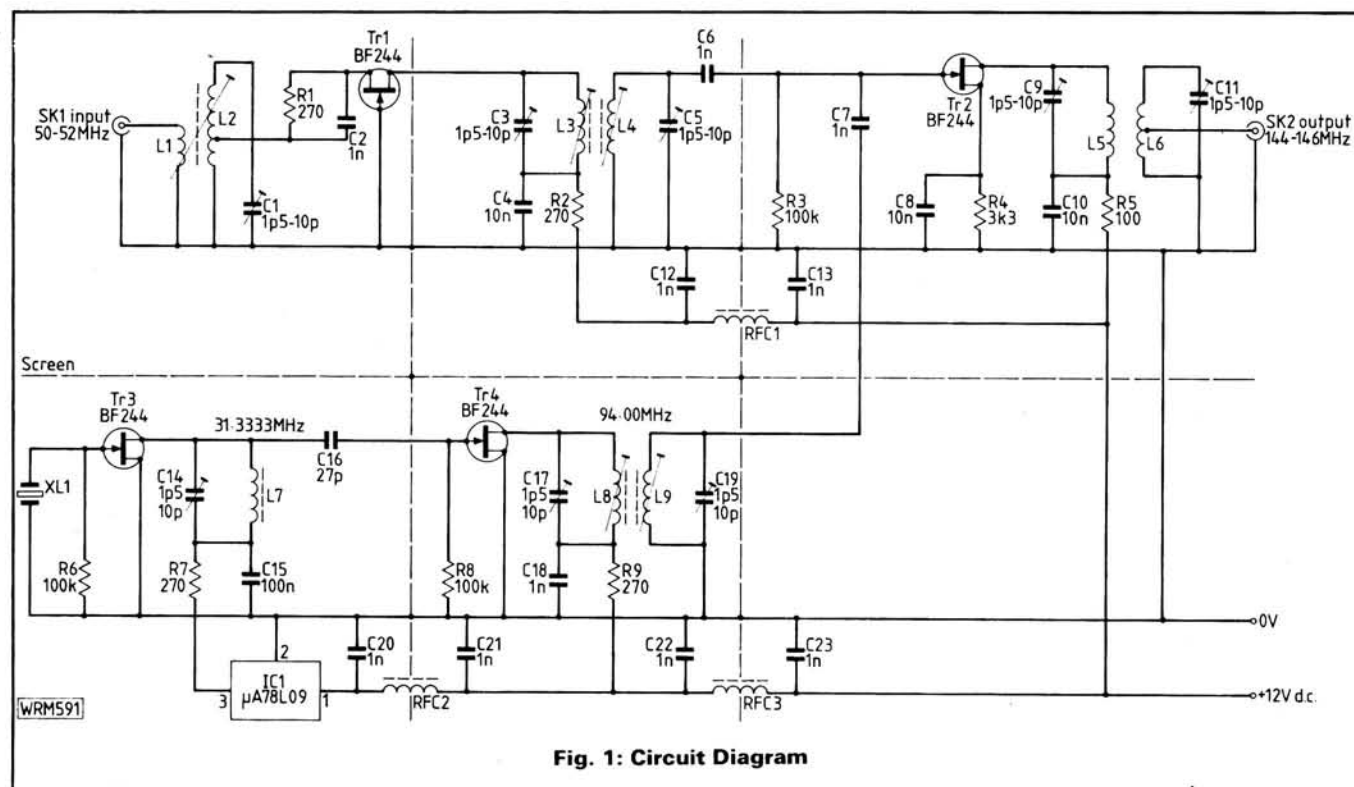 Tr1
BF244
C6
1n
SK1 input
50-52MHz
L1
L2
R1
270
C2
1n
C1
1p5-10p
C3
1p5-10p
L3
L4
C5
1p5-10p
C4
10n
R2
270
C7
1n
R3
100k
Tr2
BF244
C9
1p5-10p
L5
L6
C11
1p5-10p
SK2 output
144-146MHz
C8
10n
R4
3k3
C10
10n
R5
100
C12
1n
C13
1n
RFC1
Screen
Tr3
BF244
31·3333MHz
Tr4
BF244
94·00MHz
XL1
R6
100k
C14
1p5
10p
L7
C16
27p
R7
270
C15
100n
R8
100k
C17
1p5
10p
L8
L9
C19
1p5
10p
C18
1n
R9
270
0V
C20
1n
C21
1n
C22
1n
C23
1n
2
IC1
µA78L09
3
1
RFC2
RFC3
+12V d.c.
WRM591
Fig. 1: Circuit Diagram